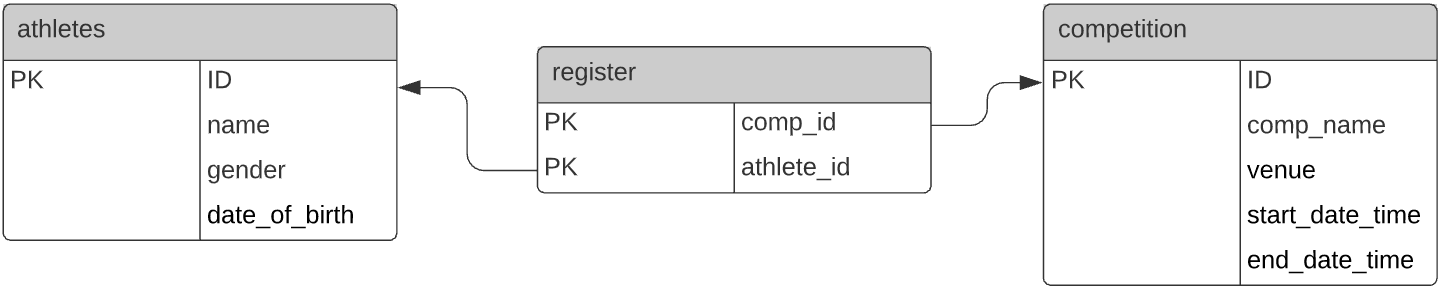 athletes
PK ID
name
gender
date_of_birth
register
PK comp_id
PK athlete_id
competition
PK ID
comp_name
venue
start_date_time
end_date_time